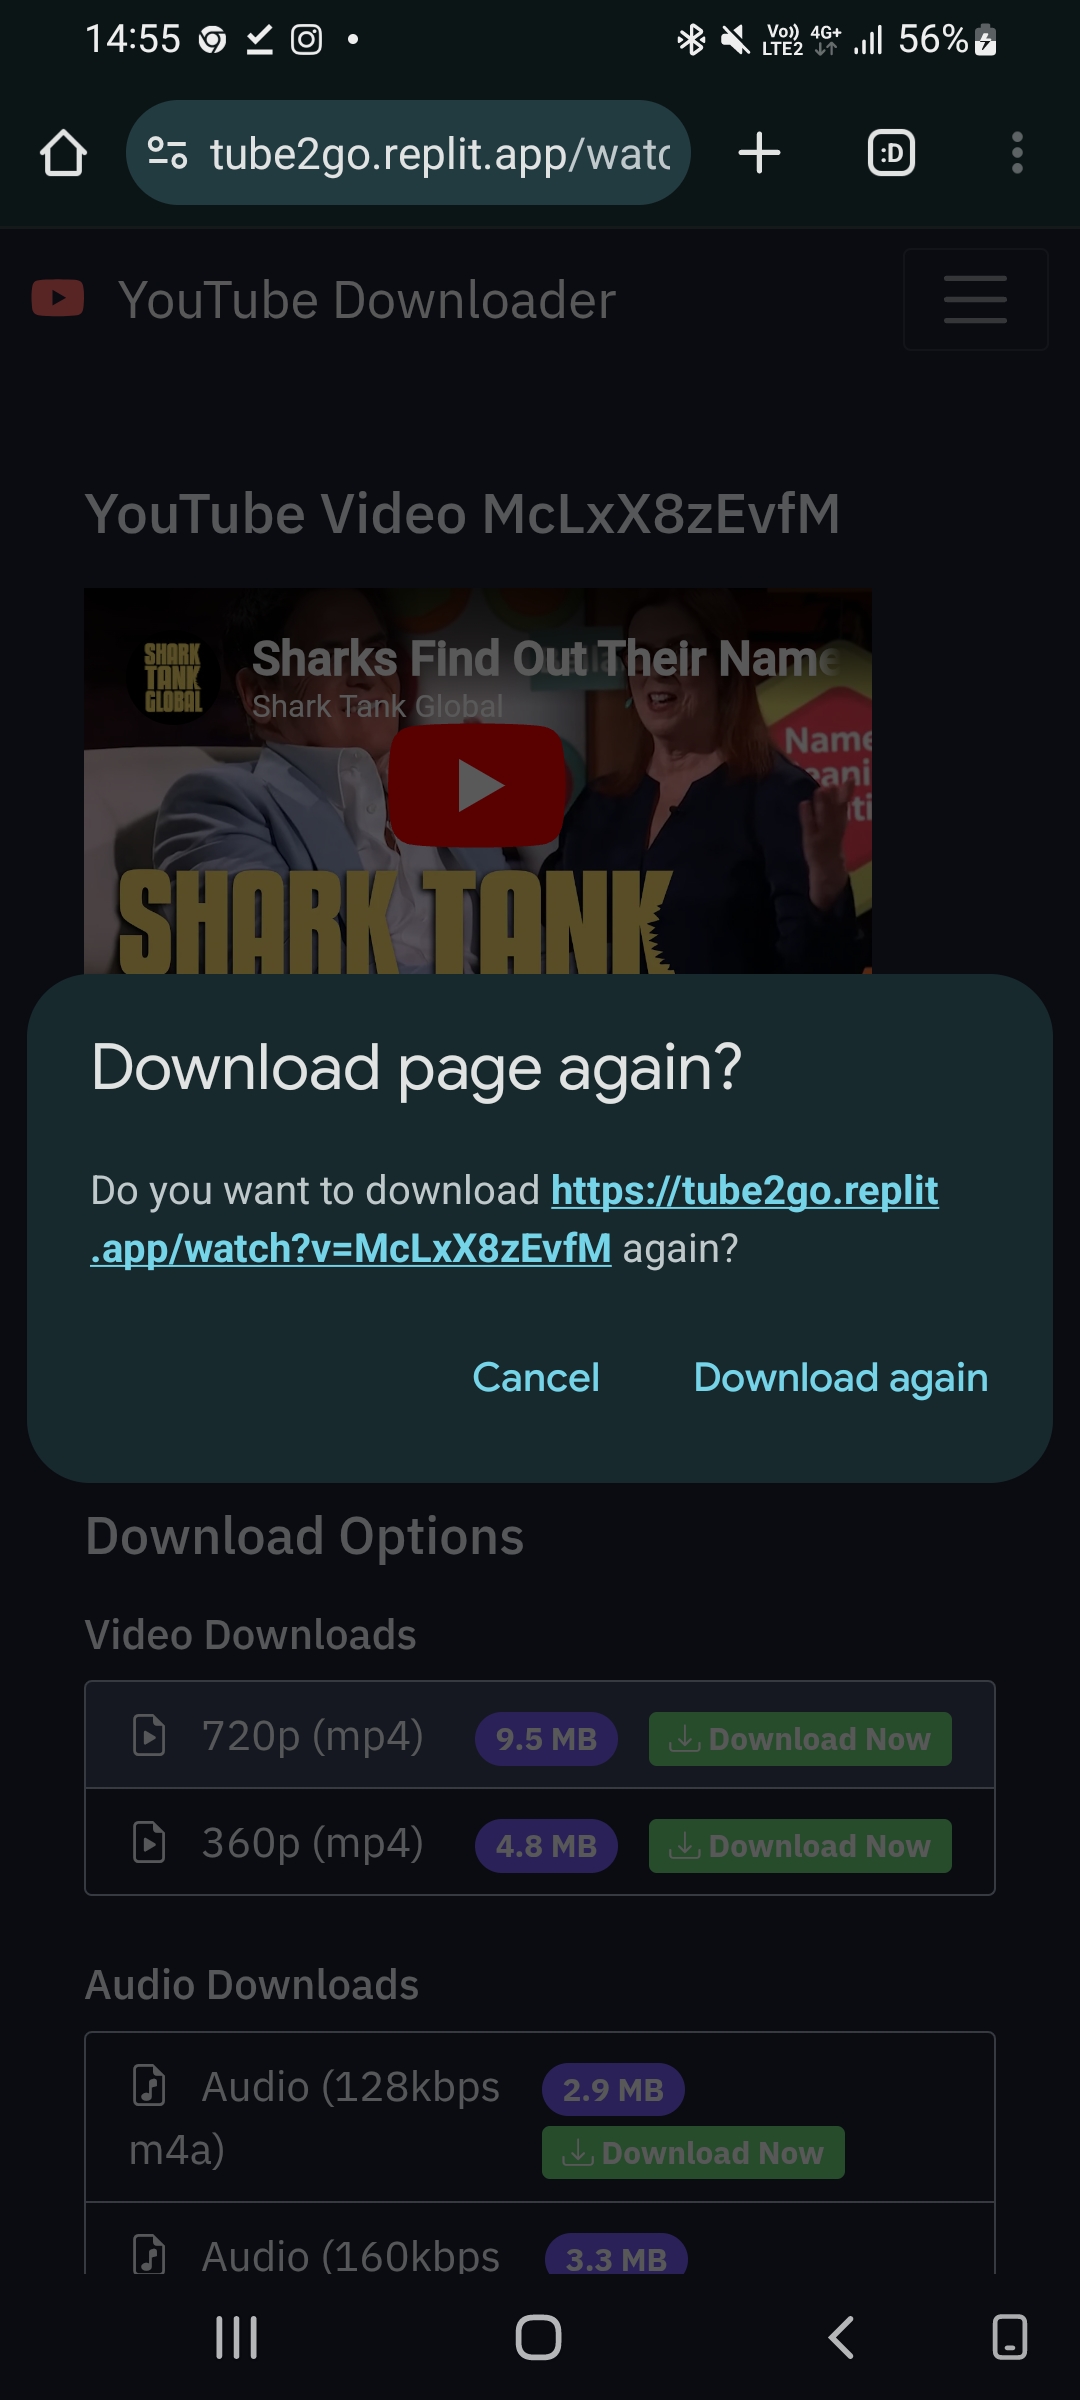 14:55
Vo)) LTE2 4G+ 56%
tube2go.replit.app/watc
:D
YouTube Downloader
YouTube Video McLxX8zEvfM
SHARK TANK GLOBAL
Sharks Find Out Their Name
Shark Tank Global
Name
eani
iti
SHARK TANK
Download page again?
Do you want to download https://tube2go.replit
.app/watch?v=McLxX8zEvfM again?
Cancel Download again
Download Options
Video Downloads
720p (mp4) 9.5 MB Download Now
360p (mp4) 4.8 MB Download Now
Audio Downloads
Audio (128kbps 2.9 MB
m4a) Download Now
Audio (160kbps 3.3 MB